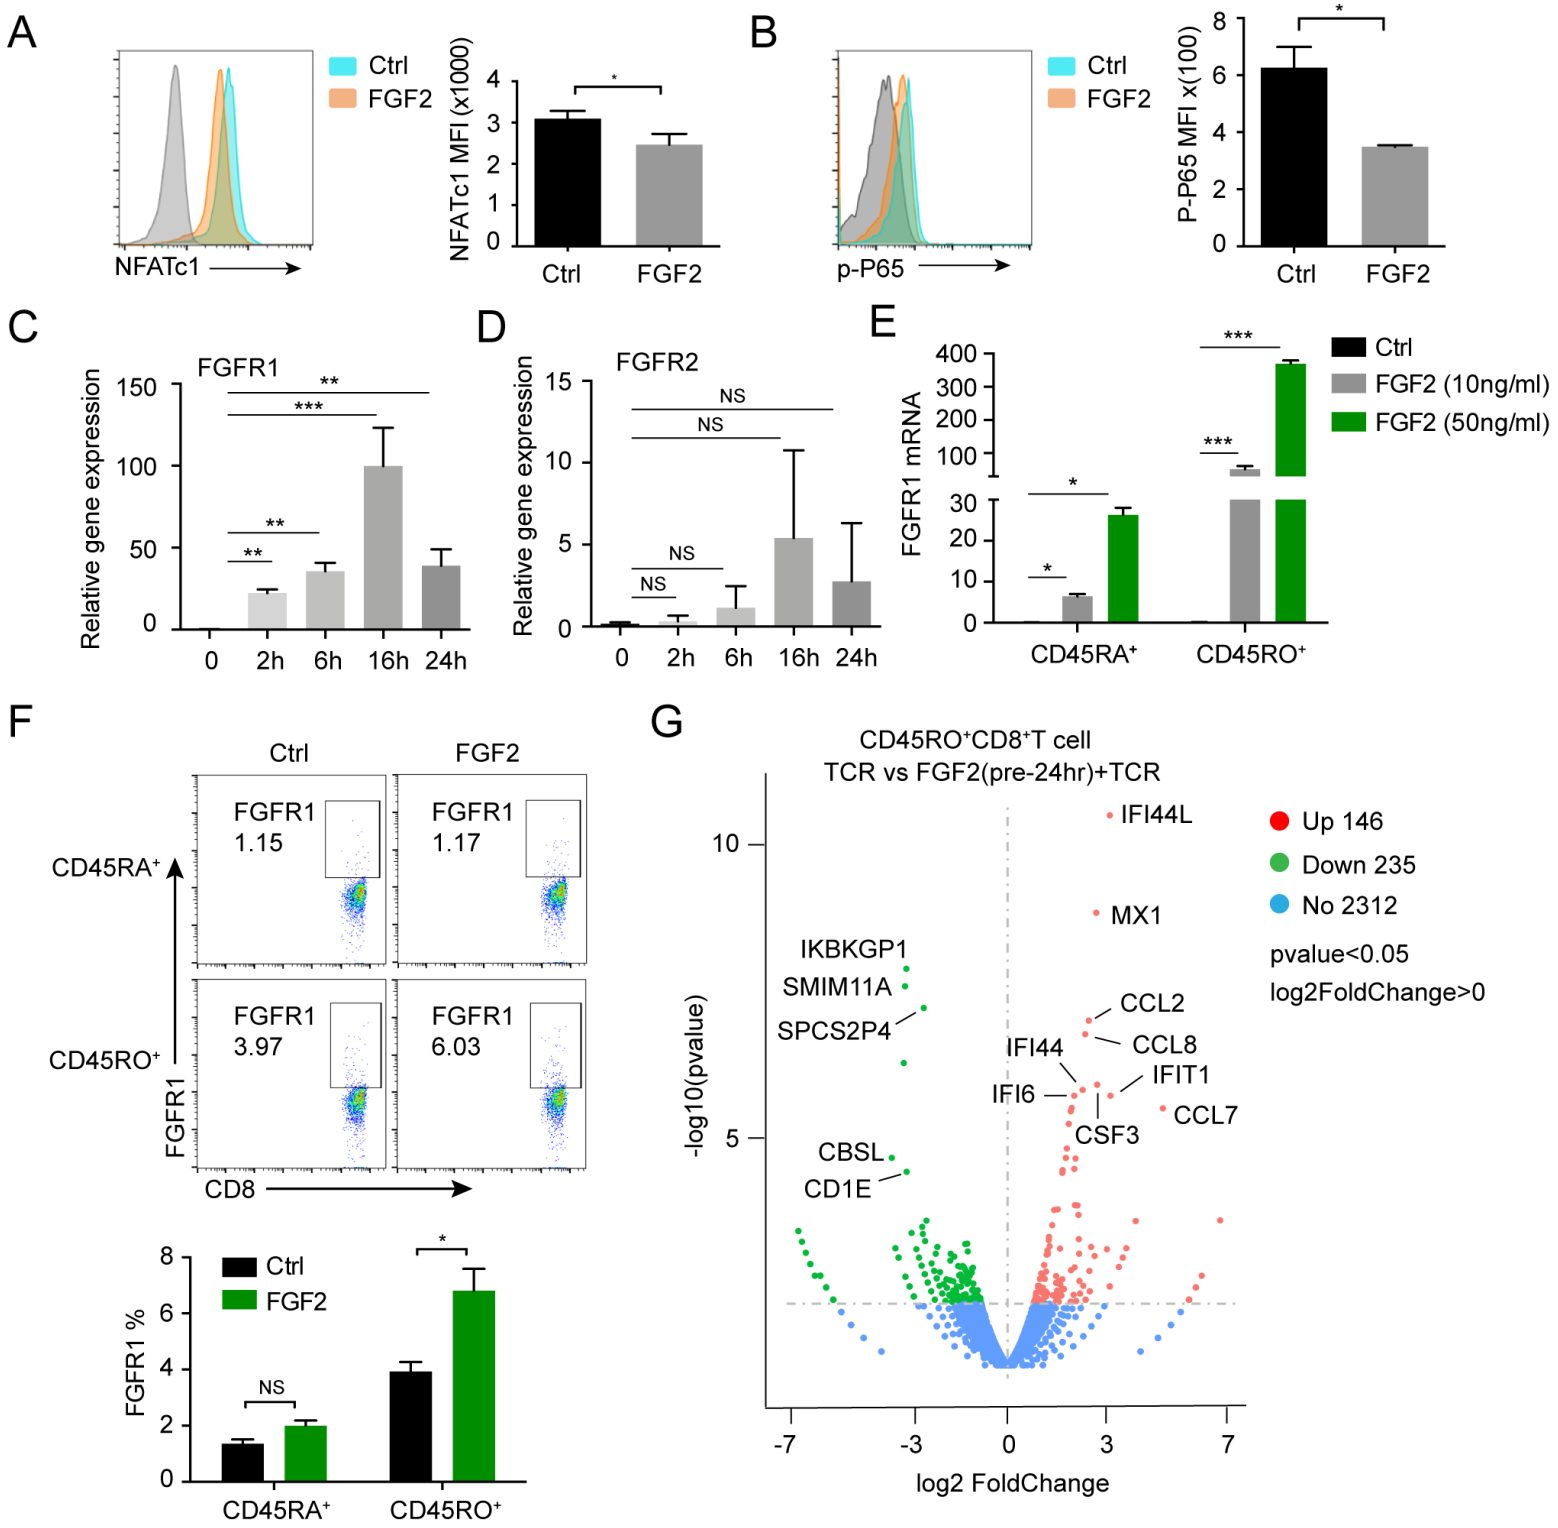 A
Ctrl
FGF2
NFATc1
NFATc1 MFI (x1000)
4
3
2
1
0
*
Ctrl
FGF2
B
Ctrl
FGF2
p-P65
P-P65 MFI x(100)
8
6
4
2
0
*
Ctrl
FGF2
C
FGFR1
Relative gene expression
150
100
50
0
**
***
**
**
0 2h 6h 16h 24h
D
FGFR2
Relative gene expression
15
10
5
0
NS
NS
NS
NS
0 2h 6h 16h 24h
E
FGFR1 mRNA
400
300
200
100
30
20
10
0
*
*
***
***
CD45RA⁺
CD45RO⁺
Ctrl
FGF2 (10ng/ml)
FGF2 (50ng/ml)
F
Ctrl
FGF2
CD45RA⁺
FGFR1
1.15
FGFR1
1.17
CD45RO⁺
FGFR1
3.97
FGFR1
6.03
FGFR1
CD8
FGFR1 %
8
6
4
2
0
Ctrl
FGF2
NS
*
CD45RA⁺
CD45RO⁺
G
CD45RO⁺CD8⁺T cell
TCR vs FGF2(pre-24hr)+TCR
-log10(pvalue)
10
5
IFI44L
MX1
IKBKGP1
SMIM11A
SPCS2P4
CCL2
CCL8
IFI44
IFIT1
IFI6
CCL7
CSF3
CBSL
CD1E
Up 146
Down 235
No 2312
pvalue<0.05
log2FoldChange>0
-7 -3 0 3 7
log2 FoldChange